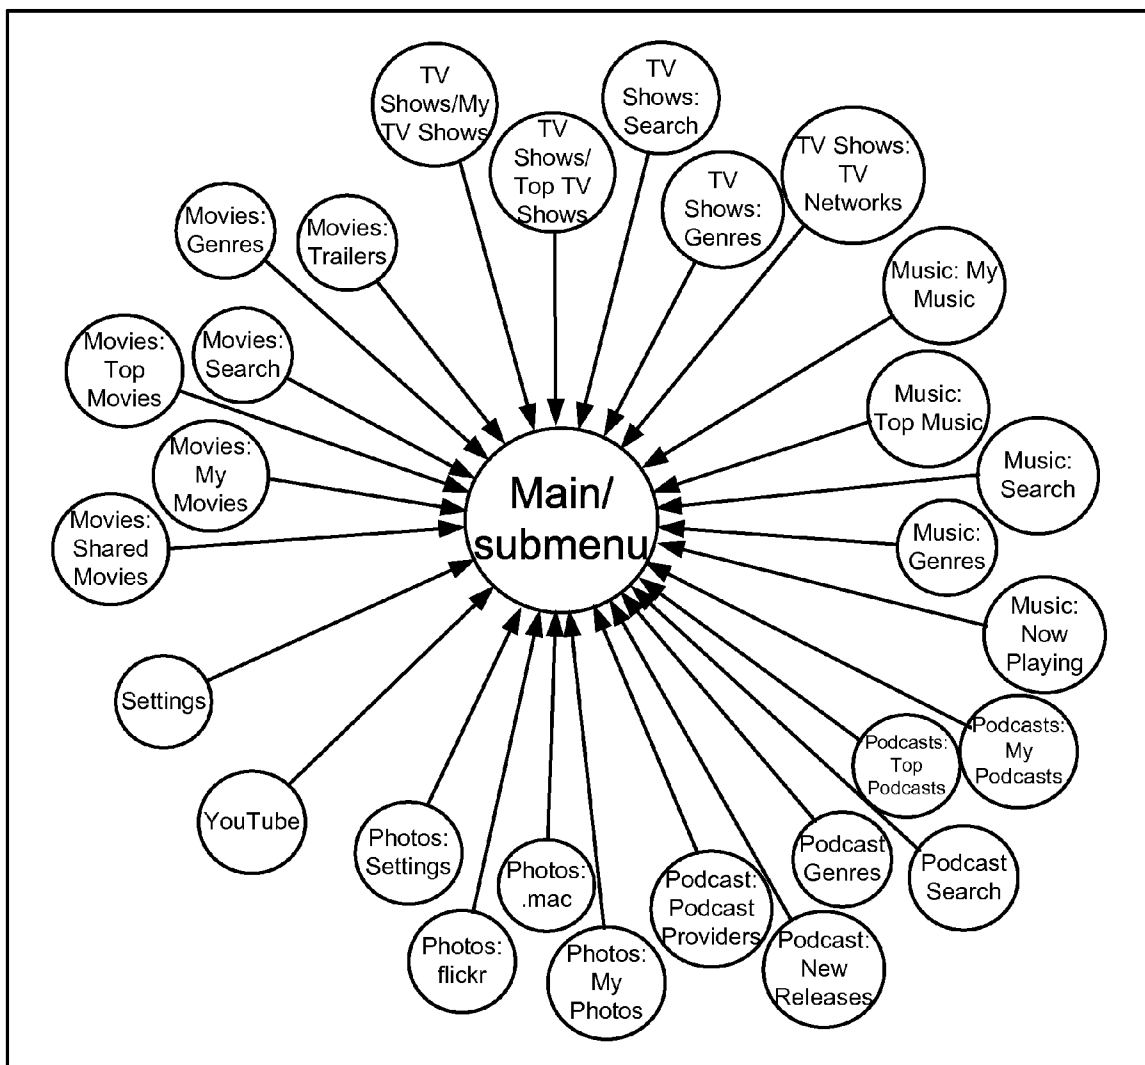 TV
Shows/My
TV Shows
TV
Shows:
Search
TV
Shows/
Top TV
Shows
TV Shows:
TV
Networks
TV
Shows:
Genres
Movies:
Genres
Movies:
Trailers
Music: My
Music
Movies:
Top
Movies
Movies:
Search
Music:
Top Music
Movies:
My
Movies
Music:
Search
Main/
submenu
Movies:
Shared
Movies
Music:
Genres
Music:
Now
Playing
Settings
Podcasts:
Top
Podcasts
Podcasts:
My
Podcasts
YouTube
Photos:
Settings
Podcast
Genres
Podcast
Search
Photos:
.mac
Podcast:
Podcast
Providers
Photos:
flickr
Photos:
My
Photos
Podcast:
New
Releases